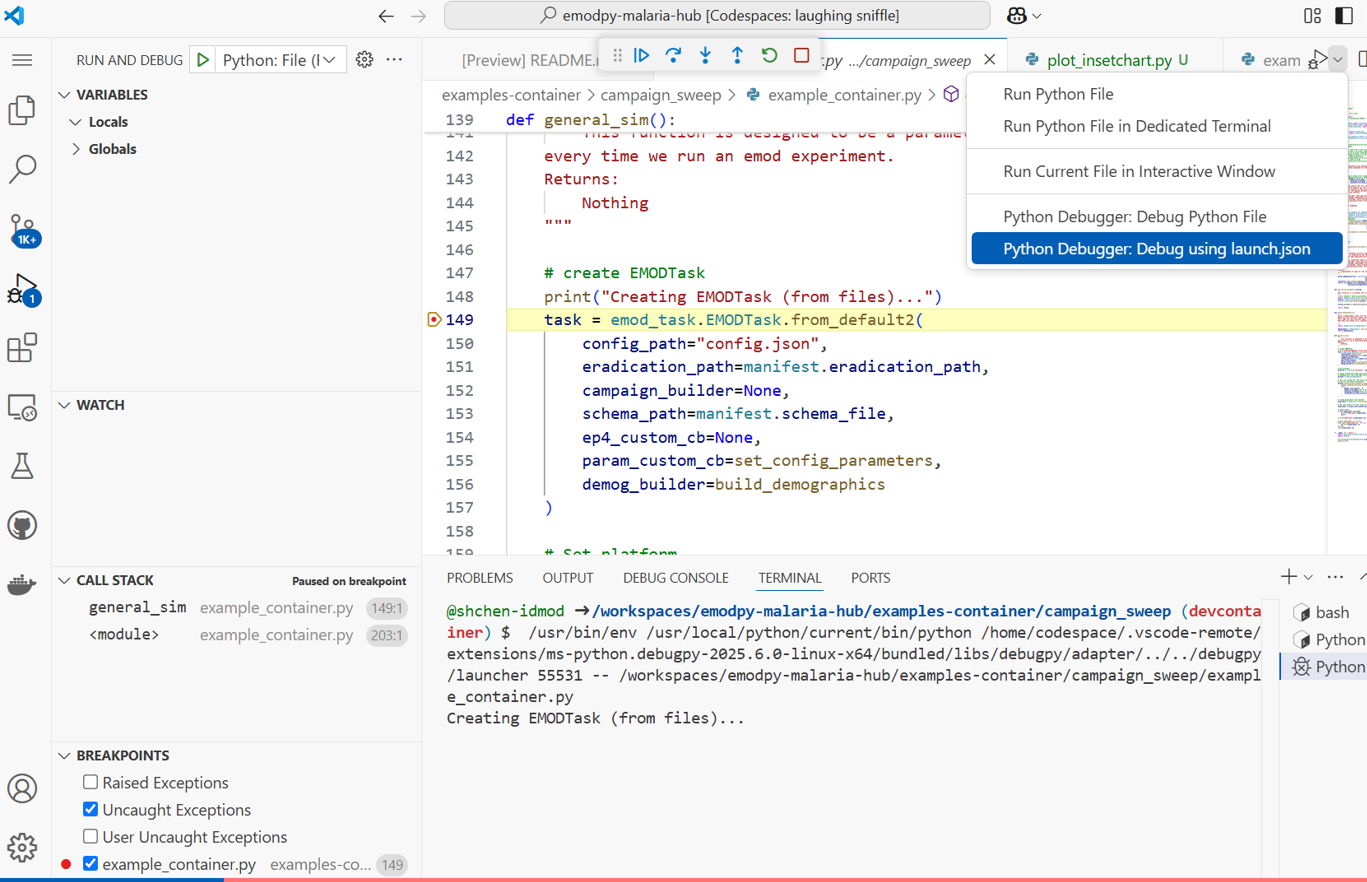 emodpy-malaria-hub [Codespaces: laughing sniffle]
RUN AND DEBUG
Python: File (
[Preview] README.
.py .../campaign_sweep
plot_insetchart.py U
exam
VARIABLES
Locals
Globals
WATCH
CALL STACK
Paused on breakpoint
general_sim example_container.py 149:1
<module> example_container.py 203:1
BREAKPOINTS
Raised Exceptions
Uncaught Exceptions
User Uncaught Exceptions
example_container.py examples-co... 149
1K+
1
examples-container > campaign_sweep > example_container.py >
139 def general_sim():
141 This function is designed to be a parame
142 every time we run an emod experiment.
143 Returns:
144 Nothing
145 """
146
147 # create EMODTask
148 print("Creating EMODTask (from files)...")
149 task = emod_task.EMODTask.from_default2(
150 config_path="config.json",
151 eradication_path=manifest.eradication_path,
152 campaign_builder=None,
153 schema_path=manifest.schema_file,
154 ep4_custom_cb=None,
155 param_custom_cb=set_config_parameters,
156 demog_builder=build_demographics
157 )
158
159 # Set platform
Run Python File
Run Python File in Dedicated Terminal
Run Current File in Interactive Window
Python Debugger: Debug Python File
Python Debugger: Debug using launch.json
PROBLEMS OUTPUT DEBUG CONSOLE TERMINAL PORTS
@shchen-idmod ➜/workspaces/emodpy-malaria-hub/examples-container/campaign_sweep (devconta
iner) $ /usr/bin/env /usr/local/python/current/bin/python /home/codespace/.vscode-remote/
extensions/ms-python.debugpy-2025.6.0-linux-x64/bundled/libs/debugpy/adapter/../../debugpy
/launcher 55531 -- /workspaces/emodpy-malaria-hub/examples-container/campaign_sweep/exampl
e_container.py
Creating EMODTask (from files)...
bash
Python
Python